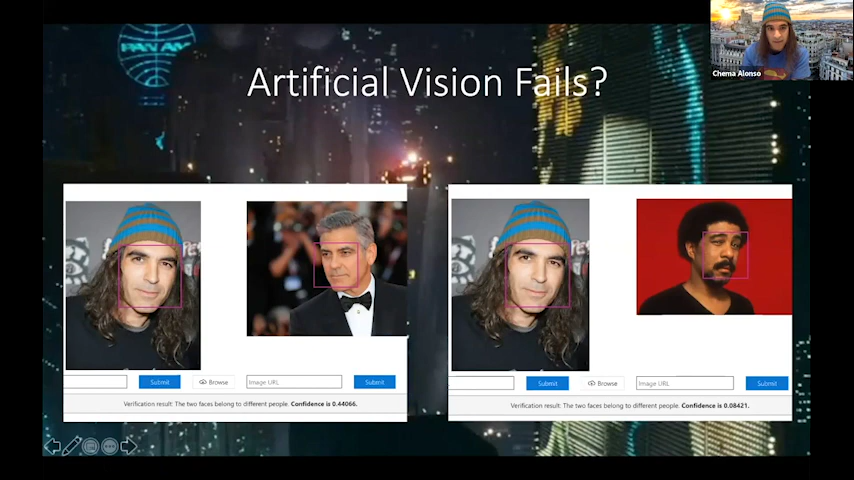 PAN AM
Chema Alonso
Artificial Vision Fails?
Submit
Browse
Image URL
Submit
Verification result: The two faces belong to different people. Confidence is 0.44066.
Submit
Browse
Image URL
Submit
Verification result: The two faces belong to different people. Confidence is 0.08421.